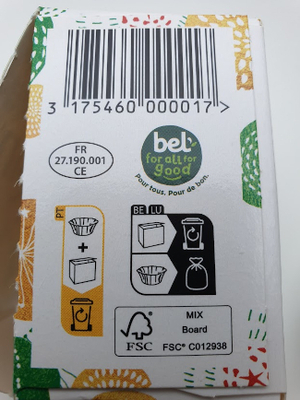 3 175460 000017 >
FR
27.190.001
CE
bel
for all for
good
Pour tous. Pour de bon.
PT
+
BE LU
FSC
MIX
Board
FSC® C012938